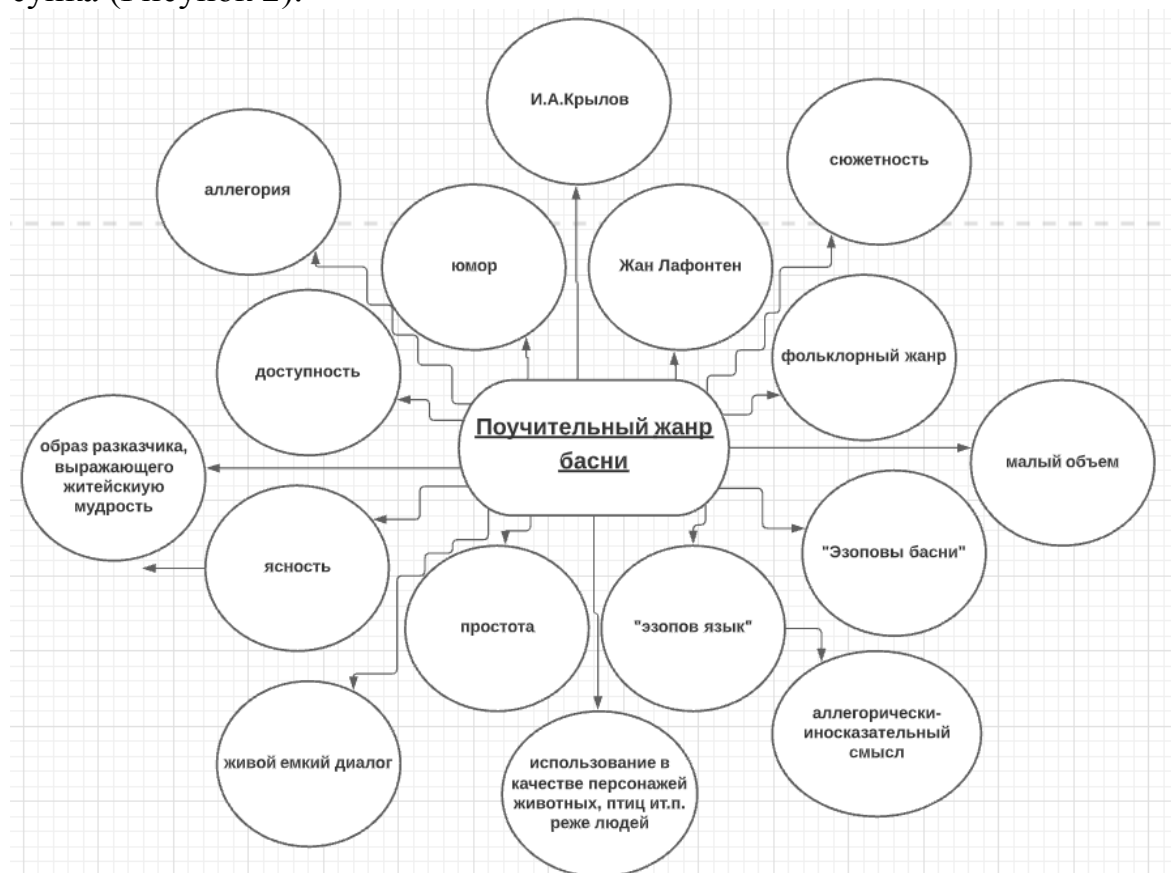 И.А.Крылов
сюжетность
аллегория
юмор
Жан Лафонтен
фольклорный жанр
доступность
Поучительный жанр
басни
образ разказчика,
выражающего
житейскиую
мудрость
малый объем
"Эзоповы басни"
ясность
простота
"эзопов язык"
аллегорически-
иносказательный
смысл
живой емкий диалог
использование в
качестве персонажей
животных, птиц ит.п.
реже людей